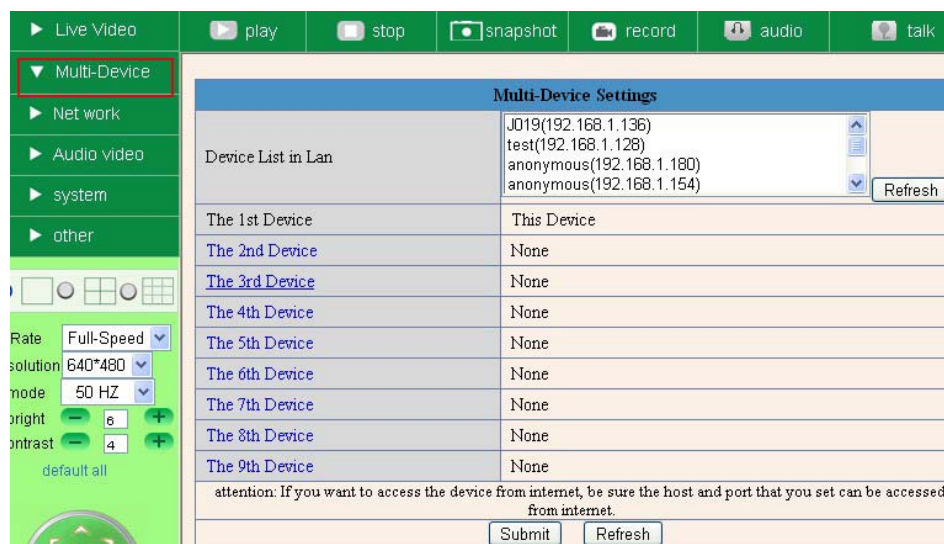 Live Video
play
stop
snapshot
record
audio
talk
Multi-Device
Net work
Audio video
system
other
Rate Full-Speed
solution 640*480
mode 50 HZ
bright 6
ontrast 4
default all
Multi-Device Settings
Device List in Lan
J019(192.168.1.136)
test(192.168.1.128)
anonymous(192.168.1.180)
anonymous(192.168.1.154)
Refresh
The 1st Device This Device
The 2nd Device None
The 3rd Device None
The 4th Device None
The 5th Device None
The 6th Device None
The 7th Device None
The 8th Device None
The 9th Device None
attention: If you want to access the device from internet, be sure the host and port that you set can be accessed
from internet.
Submit Refresh